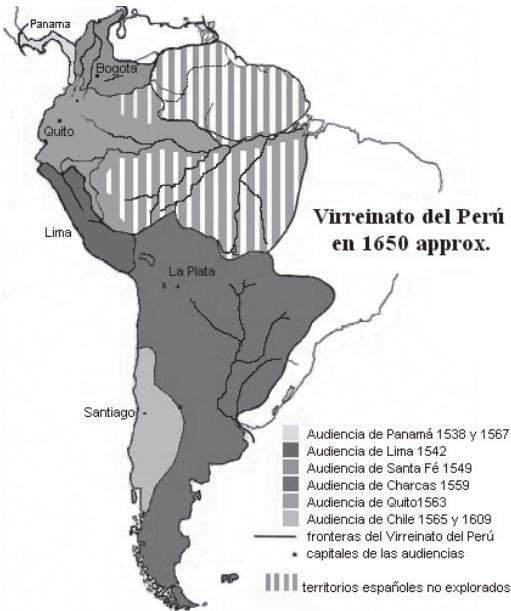 Panama
Bogota
Quito
Lima
Virreinato del Perú
en 1650 approx.
La Plata
Santiago
Audiencia de Panamá 1538 y 1567
Audiencia de Lima 1542
Audiencia de Santa Fé 1549
Audiencia de Charcas 1559
Audiencia de Quito1563
Audiencia de Chile 1565 y 1609
fronteras del Virreinato del Perú
capitales de las audiencias
territorios españoles no explorados